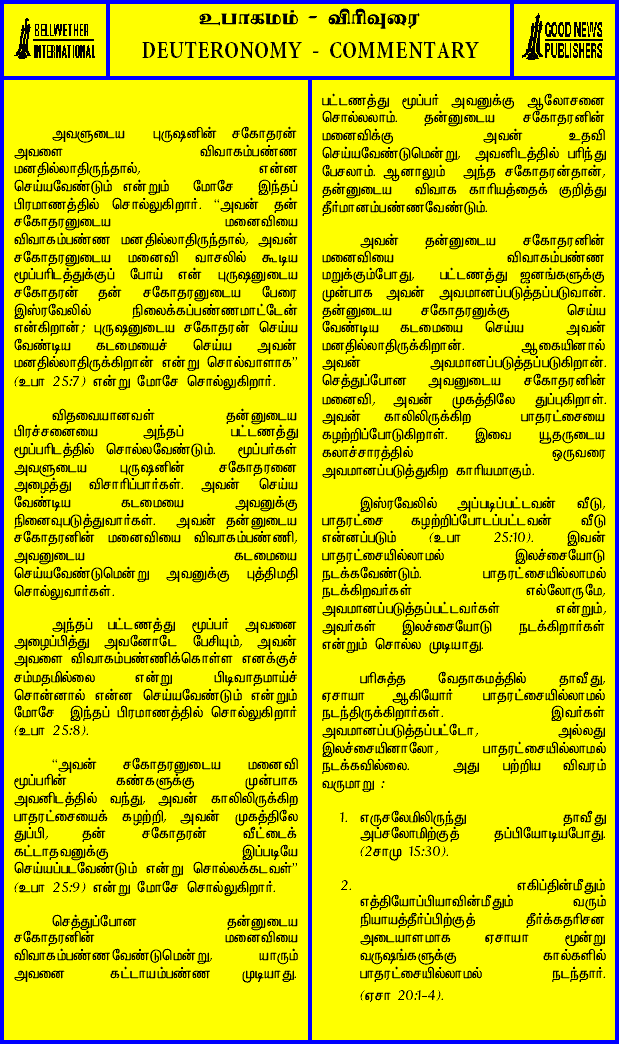 BELLWETHER
INTERNATIONAL
உபாகமம் - விரிவுரை
DEUTERONOMY - COMMENTARY
GOOD NEWS
PUBLISHERS
அவளுடைய புருஷனின் சகோதரன்
அவளை விவாகம்பண்ண
மனதில்லாதிருந்தால், என்ன
செய்யவேண்டும் என்றும் மோசே இந்தப்
பிரமாணத்தில் சொல்லுகிறார். “அவன் தன்
சகோதரனுடைய மனைவியை
விவாகம்பண்ண மனதில்லாதிருந்தால், அவன்
சகோதரனுடைய மனைவி வாசலில் கூடிய
மூப்பரிடத்துக்குப் போய் என் புருஷனுடைய
சகோதரன் தன் சகோதரனுடைய பேரை
இஸ்ரவேலில் நிலைக்கப்பண்ணமாட்டேன்
என்கிறான்; புருஷனுடைய சகோதரன் செய்ய
வேண்டிய கடமையைச் செய்ய அவன்
மனதில்லாதிருக்கிறான் என்று சொல்வாளாக”
(உபா 25:7) என்று மோசே சொல்லுகிறார்.
விதவையானவள் தன்னுடைய
பிரச்சனையை அந்தப் பட்டணத்து
மூப்பரிடத்தில் சொல்லவேண்டும். மூப்பர்கள்
அவளுடைய புருஷனின் சகோதரனை
அழைத்து விசாரிப்பார்கள். அவன் செய்ய
வேண்டிய கடமையை அவனுக்கு
நினைவுபடுத்துவார்கள். அவன் தன்னுடைய
சகோதரனின் மனைவியை விவாகம்பண்ணி,
அவனுடைய கடமையை
செய்யவேண்டுமென்று அவனுக்கு புத்திமதி
சொல்லுவார்கள்.
அந்தப் பட்டணத்து மூப்பர் அவனை
அழைப்பித்து அவனோடே பேசியும், அவன்
அவளை விவாகம்பண்ணிக்கொள்ள எனக்குச்
சம்மதமில்லை என்று பிடிவாதமாய்ச்
சொன்னால் என்ன செய்யவேண்டும் என்றும்
மோசே இந்தப் பிரமாணத்தில் சொல்லுகிறார்
(உபா 25:8).
“அவன் சகோதரனுடைய மனைவி
மூப்பரின் கண்களுக்கு முன்பாக
அவனிடத்தில் வந்து, அவன் காலிலிருக்கிற
பாதரட்சையைக் கழற்றி, அவன் முகத்திலே
துப்பி, தன் சகோதரன் வீட்டைக்
கட்டாதவனுக்கு இப்படியே
செய்யப்படவேண்டும் என்று சொல்லக்கடவள்”
(உபா 25:9) என்று மோசே சொல்லுகிறார்.
செத்துப்போன தன்னுடைய
சகோதரனின் மனைவியை
விவாகம்பண்ணவேண்டுமென்று, யாரும்
அவனை கட்டாயம்பண்ண முடியாது.
பட்டணத்து மூப்பர் அவனுக்கு ஆலோசனை
சொல்லலாம். தன்னுடைய சகோதரனின்
மனைவிக்கு அவன் உதவி
செய்யவேண்டுமென்று, அவனிடத்தில் பரிந்து
பேசலாம். ஆனாலும் அந்த சகோதரன்தான்,
தன்னுடைய விவாக காரியத்தைக் குறித்து
தீர்மானம்பண்ணவேண்டும்.
அவன் தன்னுடைய சகோதரனின்
மனைவியை விவாகம்பண்ண
மறுக்கும்போது, பட்டணத்து ஜனங்களுக்கு
முன்பாக அவன் அவமானப்படுத்தப்படுவான்.
தன்னுடைய சகோதரனுக்கு செய்ய
வேண்டிய கடமையை செய்ய அவன்
மனதில்லாதிருக்கிறான். ஆகையினால்
அவன் அவமானப்படுத்தப்படுகிறான்.
செத்துப்போன அவனுடைய சகோதரனின்
மனைவி, அவன் முகத்திலே துப்புகிறாள்.
அவன் காலிலிருக்கிற பாதரட்சையை
கழற்றிப்போடுகிறாள். இவை யூதருடைய
கலாச்சாரத்தில் ஒருவரை
அவமானப்படுத்துகிற காரியமாகும்.
இஸ்ரவேலில் அப்படிப்பட்டவன் வீடு,
பாதரட்சை கழற்றிப்போடப்பட்டவன் வீடு
என்னப்படும் (உபா 25:10). இவன்
பாதரட்சையில்லாமல் இலச்சையோடு
நடக்கவேண்டும். பாதரட்சையில்லாமல்
நடக்கிறவர்கள் எல்லோருமே,
அவமானப்படுத்தப்பட்டவர்கள் என்றும்,
அவர்கள் இலச்சையோடு நடக்கிறார்கள்
என்றும் சொல்ல முடியாது.
பரிசுத்த வேதாகமத்தில் தாவீது,
ஏசாயா ஆகியோர் பாதரட்சையில்லாமல்
நடந்திருக்கிறார்கள். இவர்கள்
அவமானப்படுத்தப்பட்டோ, அல்லது
இலச்சையினாலோ, பாதரட்சையில்லாமல்
நடக்கவில்லை. அது பற்றிய விவரம்
வருமாறு :
1. எருசலேமிலிருந்து தாவீது
அப்சலோமிற்குத் தப்பியோடியபோது.
(2சாமு 15:30).
2. எகிப்தின்மீதும்
எத்தியோப்பியாவின்மீதும் வரும்
நியாயத்தீர்ப்பிற்குத் தீர்க்கதரிசன
அடையாளமாக ஏசாயா மூன்று
வருஷங்களுக்கு கால்களில்
பாதரட்சையில்லாமல் நடந்தார்.
(ஏசா 20:1-4).